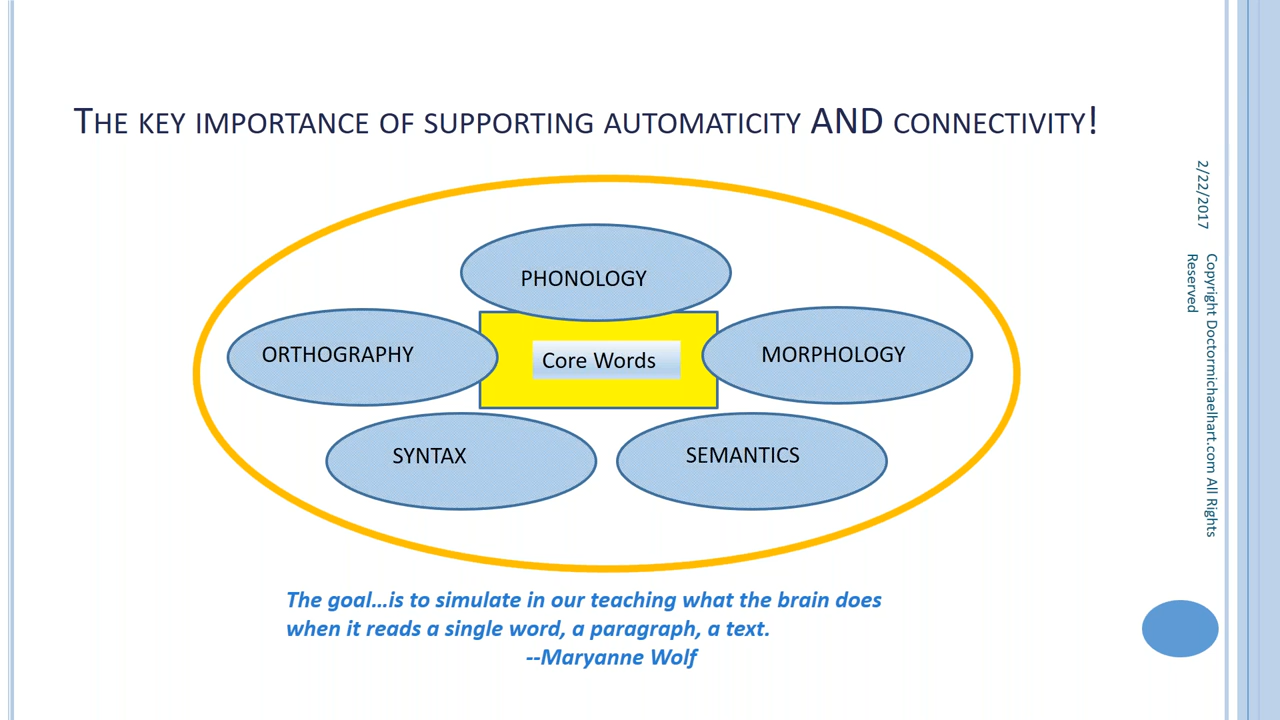 THE KEY IMPORTANCE OF SUPPORTING AUTOMATICITY AND CONNECTIVITY!
2/22/2017
Copyright Doctormichaelhart.com All Rights
Reserved
PHONOLOGY
ORTHOGRAPHY
Core Words
MORPHOLOGY
SYNTAX
SEMANTICS
The goal...is to simulate in our teaching what the brain does
when it reads a single word, a paragraph, a text.
--Maryanne Wolf